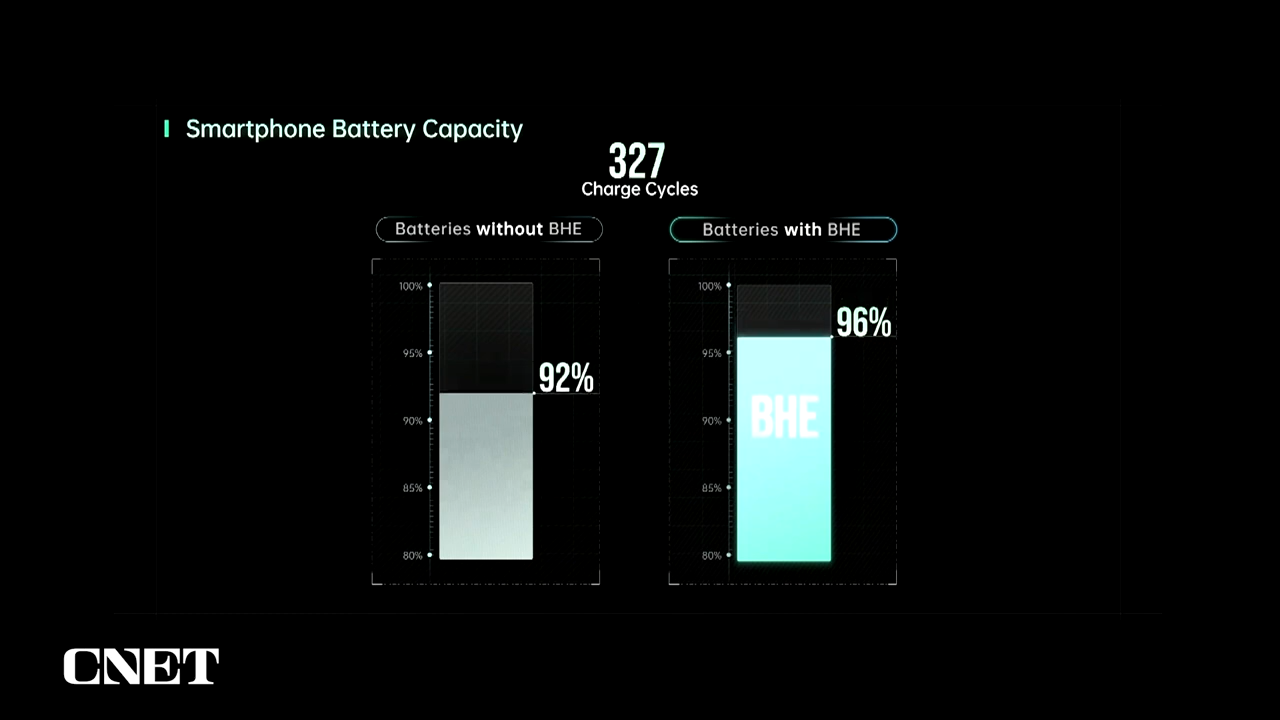 Smartphone Battery Capacity
327
Charge Cycles
Batteries without BHE
Batteries with BHE
100%
95%
90%
85%
80%
92%
100%
95%
90%
85%
80%
96%
BHE
CNET